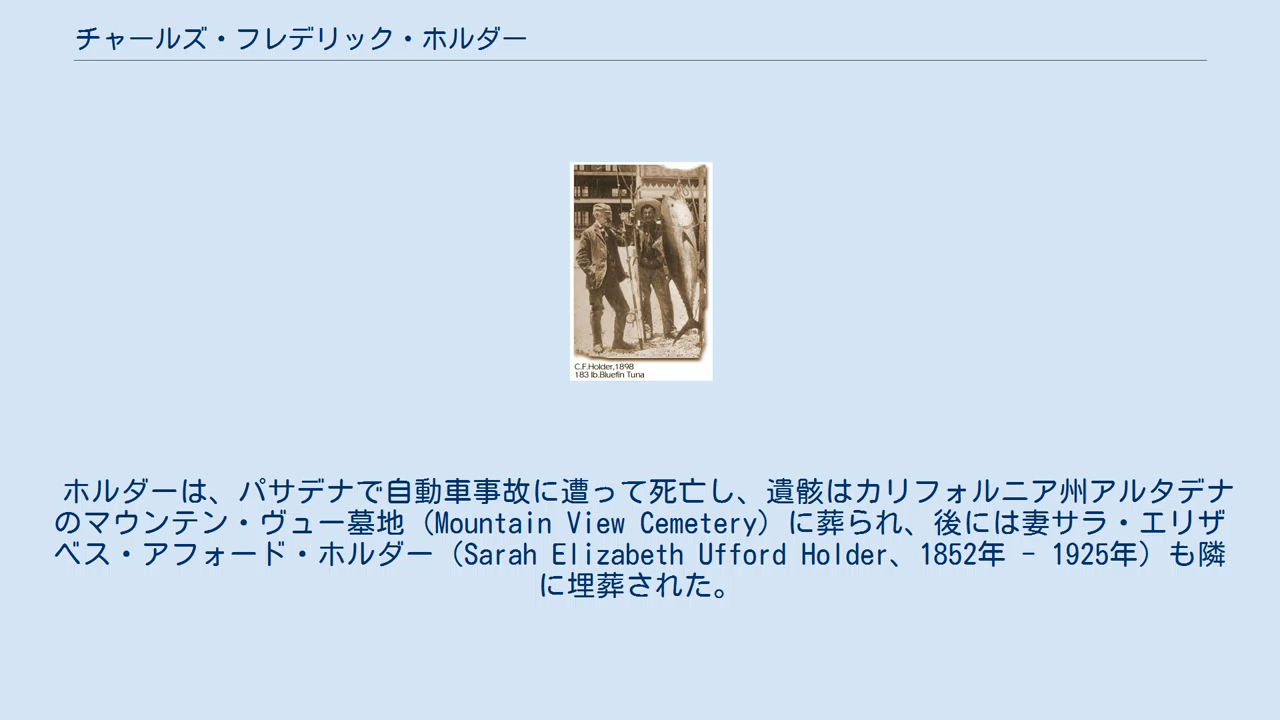 チャールズ・フレデリック・ホルダー
C.F.Holder,1898
183 lb.Bluefin Tuna
ホルダーは、パサデナで自動車事故に遭って死亡し、遺骸はカリフォルニア州アルタデナ
のマウンテン・ヴュー墓地（Mountain View Cemetery）に葬られ、後には妻サラ・エリザ
ベス・アフォード・ホルダー（Sarah Elizabeth Ufford Holder、1852年 - 1925年）も隣
に埋葬された。